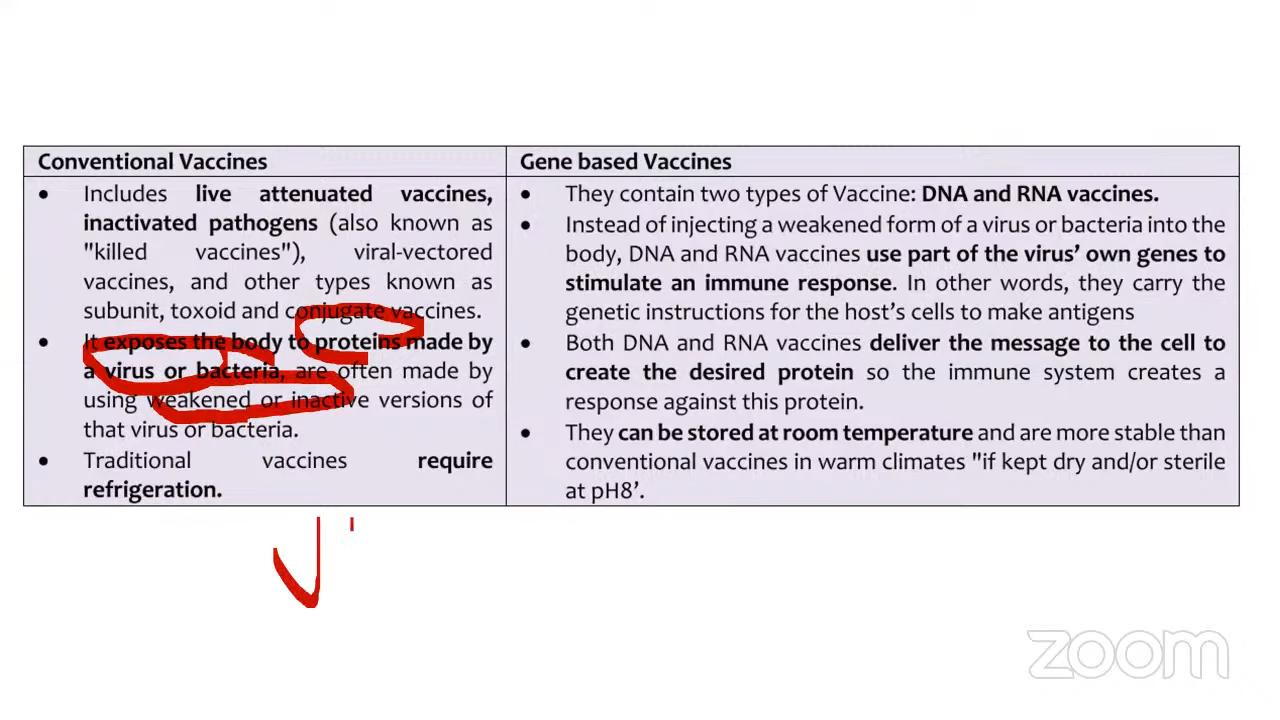 Conventional Vaccines
• Includes live attenuated vaccines,
inactivated pathogens (also known as
"killed vaccines"), viral-vectored
vaccines, and other types known as
subunit, toxoid and conjugate vaccines.
• It exposes the body to proteins made by
a virus or bacteria, are often made by
using weakened or inactive versions of
that virus or bacteria.
• Traditional vaccines require
refrigeration.
Gene based Vaccines
• They contain two types of Vaccine: DNA and RNA vaccines.
• Instead of injecting a weakened form of a virus or bacteria into the
body, DNA and RNA vaccines use part of the virus’ own genes to
stimulate an immune response. In other words, they carry the
genetic instructions for the host’s cells to make antigens
• Both DNA and RNA vaccines deliver the message to the cell to
create the desired protein so the immune system creates a
response against this protein.
• They can be stored at room temperature and are more stable than
conventional vaccines in warm climates "if kept dry and/or sterile
at pH8’.
zoom